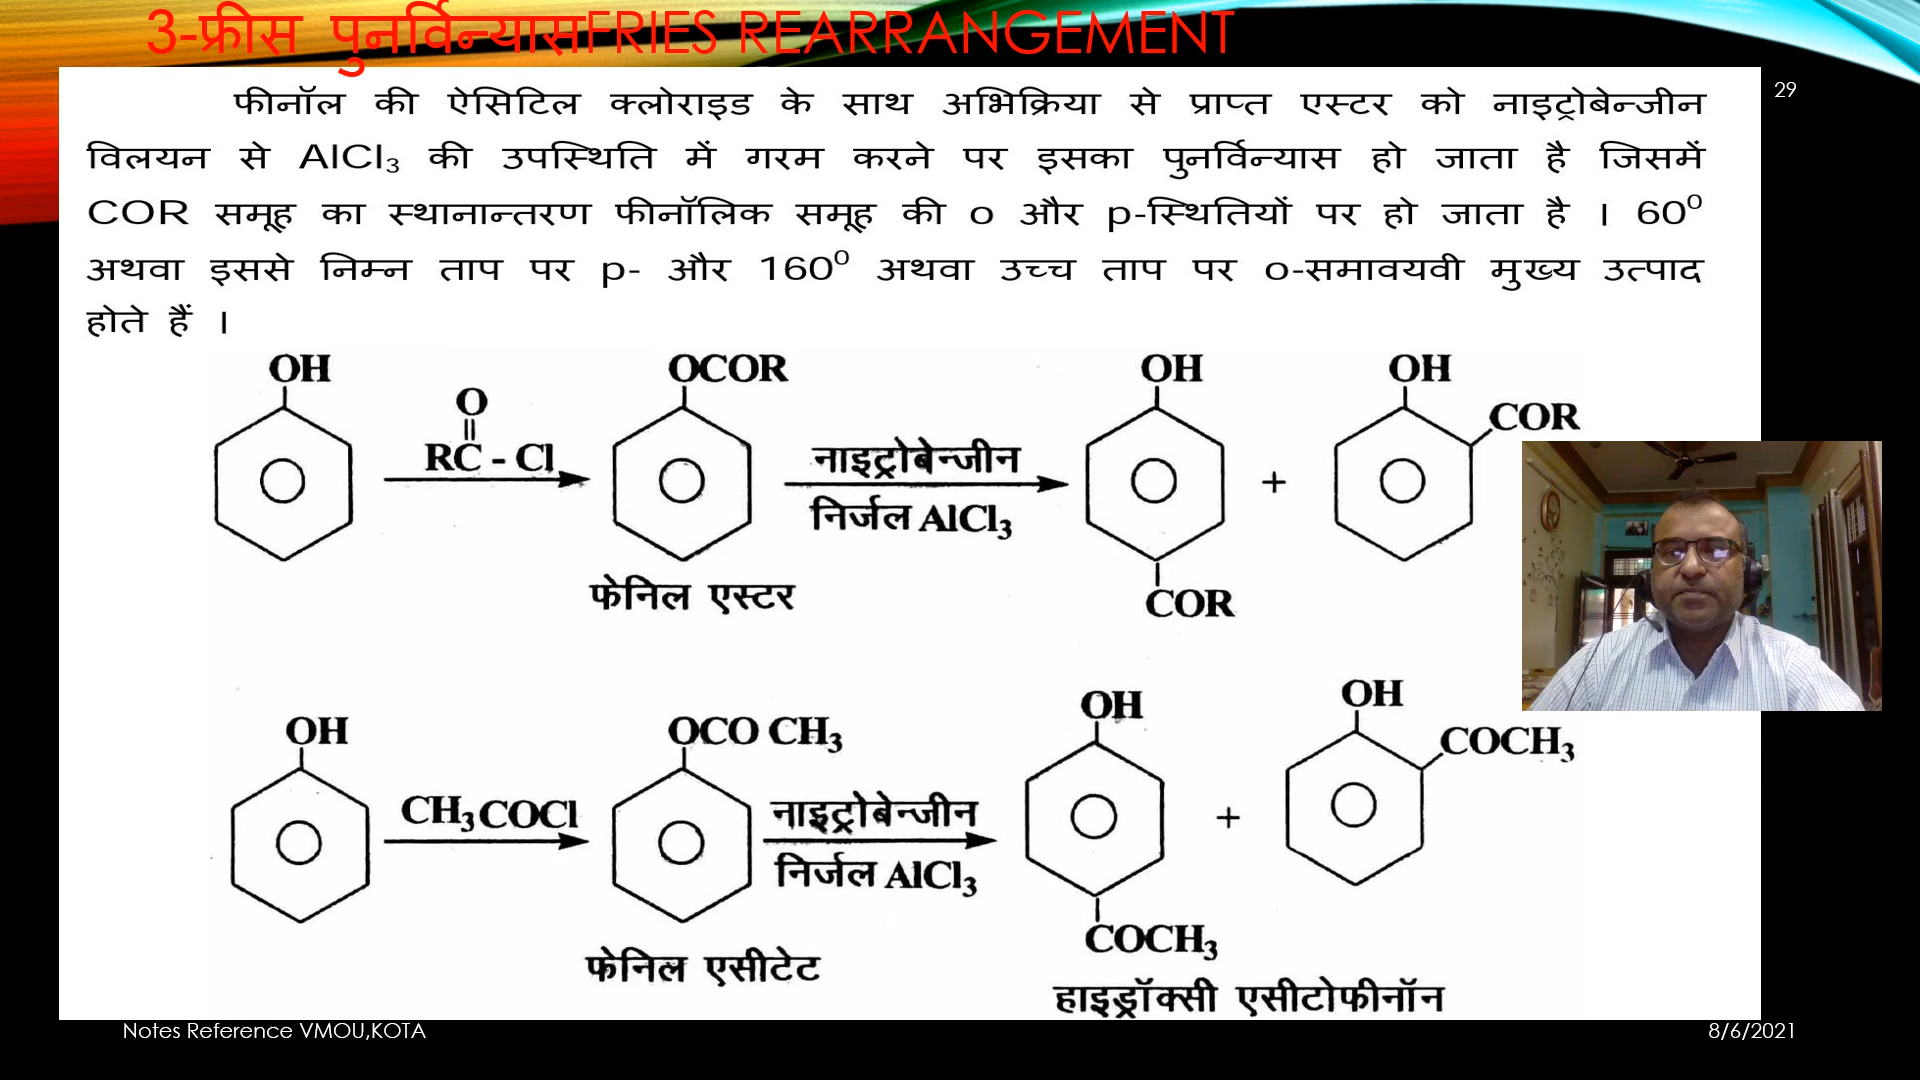 3-फ्रीस पुनर्विन्यासFRIES REARRANGEMENT
29
फीनॉल की ऐसिटिल क्लोराइड के साथ अभिक्रिया से प्राप्त एस्टर को नाइट्रोबेन्जीन
विलयन से AlCl₃ की उपस्थिति में गरम करने पर इसका पुनर्विन्यास हो जाता है जिसमें
COR समूह का स्थानान्तरण फीनॉलिक समूह की o और p-स्थितियों पर हो जाता है । 60⁰
अथवा इससे निम्न ताप पर p- और 160⁰ अथवा उच्च ताप पर o-समावयवी मुख्य उत्पाद
होते हैं ।
OH OCOR OH OH
O
COR
RC - Cl नाइट्रोबेन्जीन
+
निर्जल AlCl₃
फेनिल एस्टर COR
OH OCO CH₃ OH OH
COCH₃
CH₃COCl नाइट्रोबेन्जीन
+
निर्जल AlCl₃
COCH₃
फेनिल एसीटेट
हाइड्रॉक्सी एसीटोफीनॉन
Notes Reference VMOU,KOTA 8/6/2021